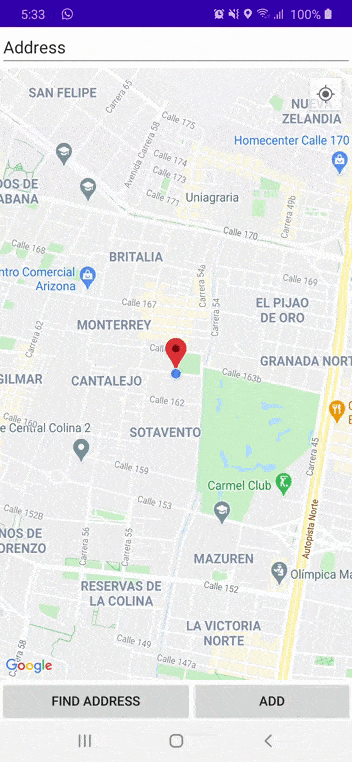 5:33
100%
Address
SAN FELIPE
Carrera 65
Calle 175
NUEVA
ZELANDIA
Avenida Carrera 58
Calle 174
Homecenter Calle 170
Calle 173
Calle 171
DOS DE
ABANA
Uniagraria
Carrera 49b
Calle 170
Calle 168
BRITALIA
ntro Comercial
Arizona
Carrera 54a
Calle 169
Calle 167
Carrera 54
EL PIJAO
DE ORO
Carrera 62
MONTERREY
GRANADA NORT
GILMAR
CANTALEJO
Calle 163b
Calle 162
Calle 160
e Central Colina 2
SOTAVENTO
Carrera 45
Calle 159
Carmel Club
Calle 153
Calle 152B
Autopista Norte
NOS DE
ORENZO
Carrera 56
Carrera 55
MAZUREN
Olímpica Ma
Calle 152
RESERVAS DE
LA COLINA
LA VICTORIA
NORTE
Calle 149
Calle 147a
Carrera 58
Google
FIND ADDRESS
ADD